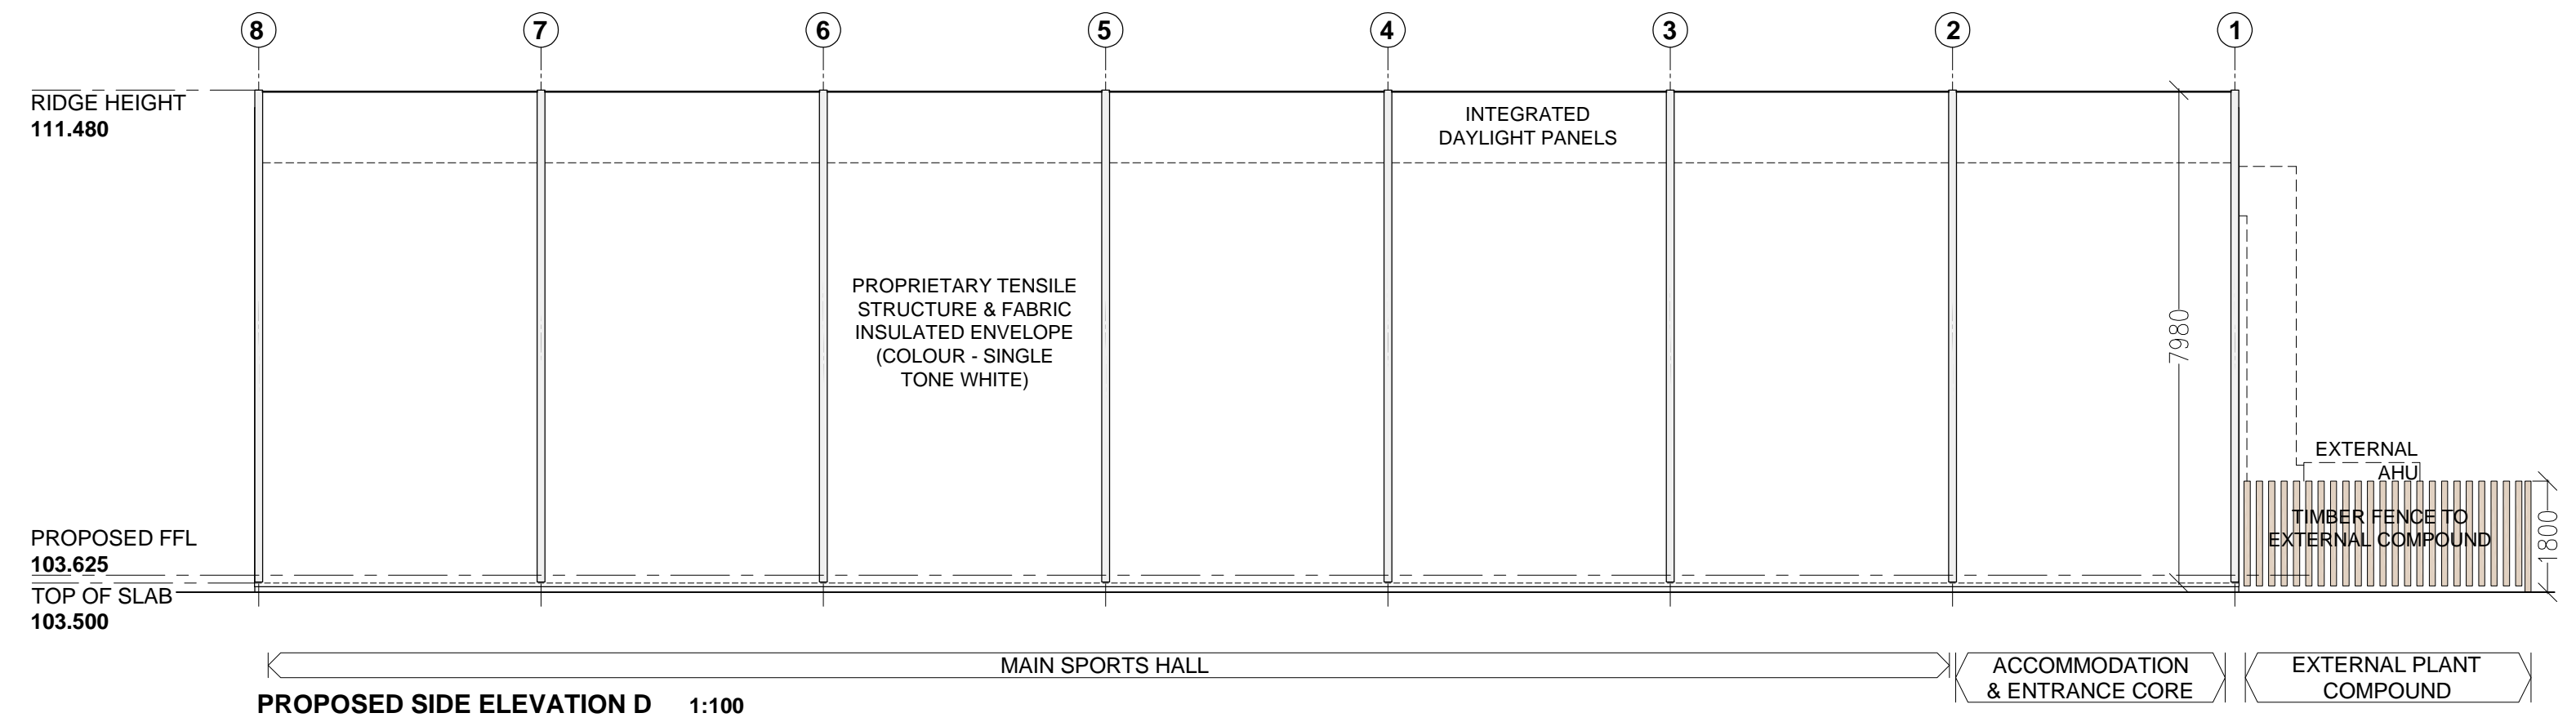 8 7 6 5 4 3 2 1
RIDGE HEIGHT
111.480
INTEGRATED
DAYLIGHT PANELS
PROPRIETARY TENSILE
STRUCTURE & FABRIC
INSULATED ENVELOPE
(COLOUR - SINGLE
TONE WHITE)
7980
EXTERNAL
AHU
TIMBER FENCE TO
EXTERNAL COMPOUND
1800
PROPOSED FFL
103.625
TOP OF SLAB
103.500
MAIN SPORTS HALL
ACCOMMODATION
& ENTRANCE CORE
EXTERNAL PLANT
COMPOUND
PROPOSED SIDE ELEVATION D 1:100